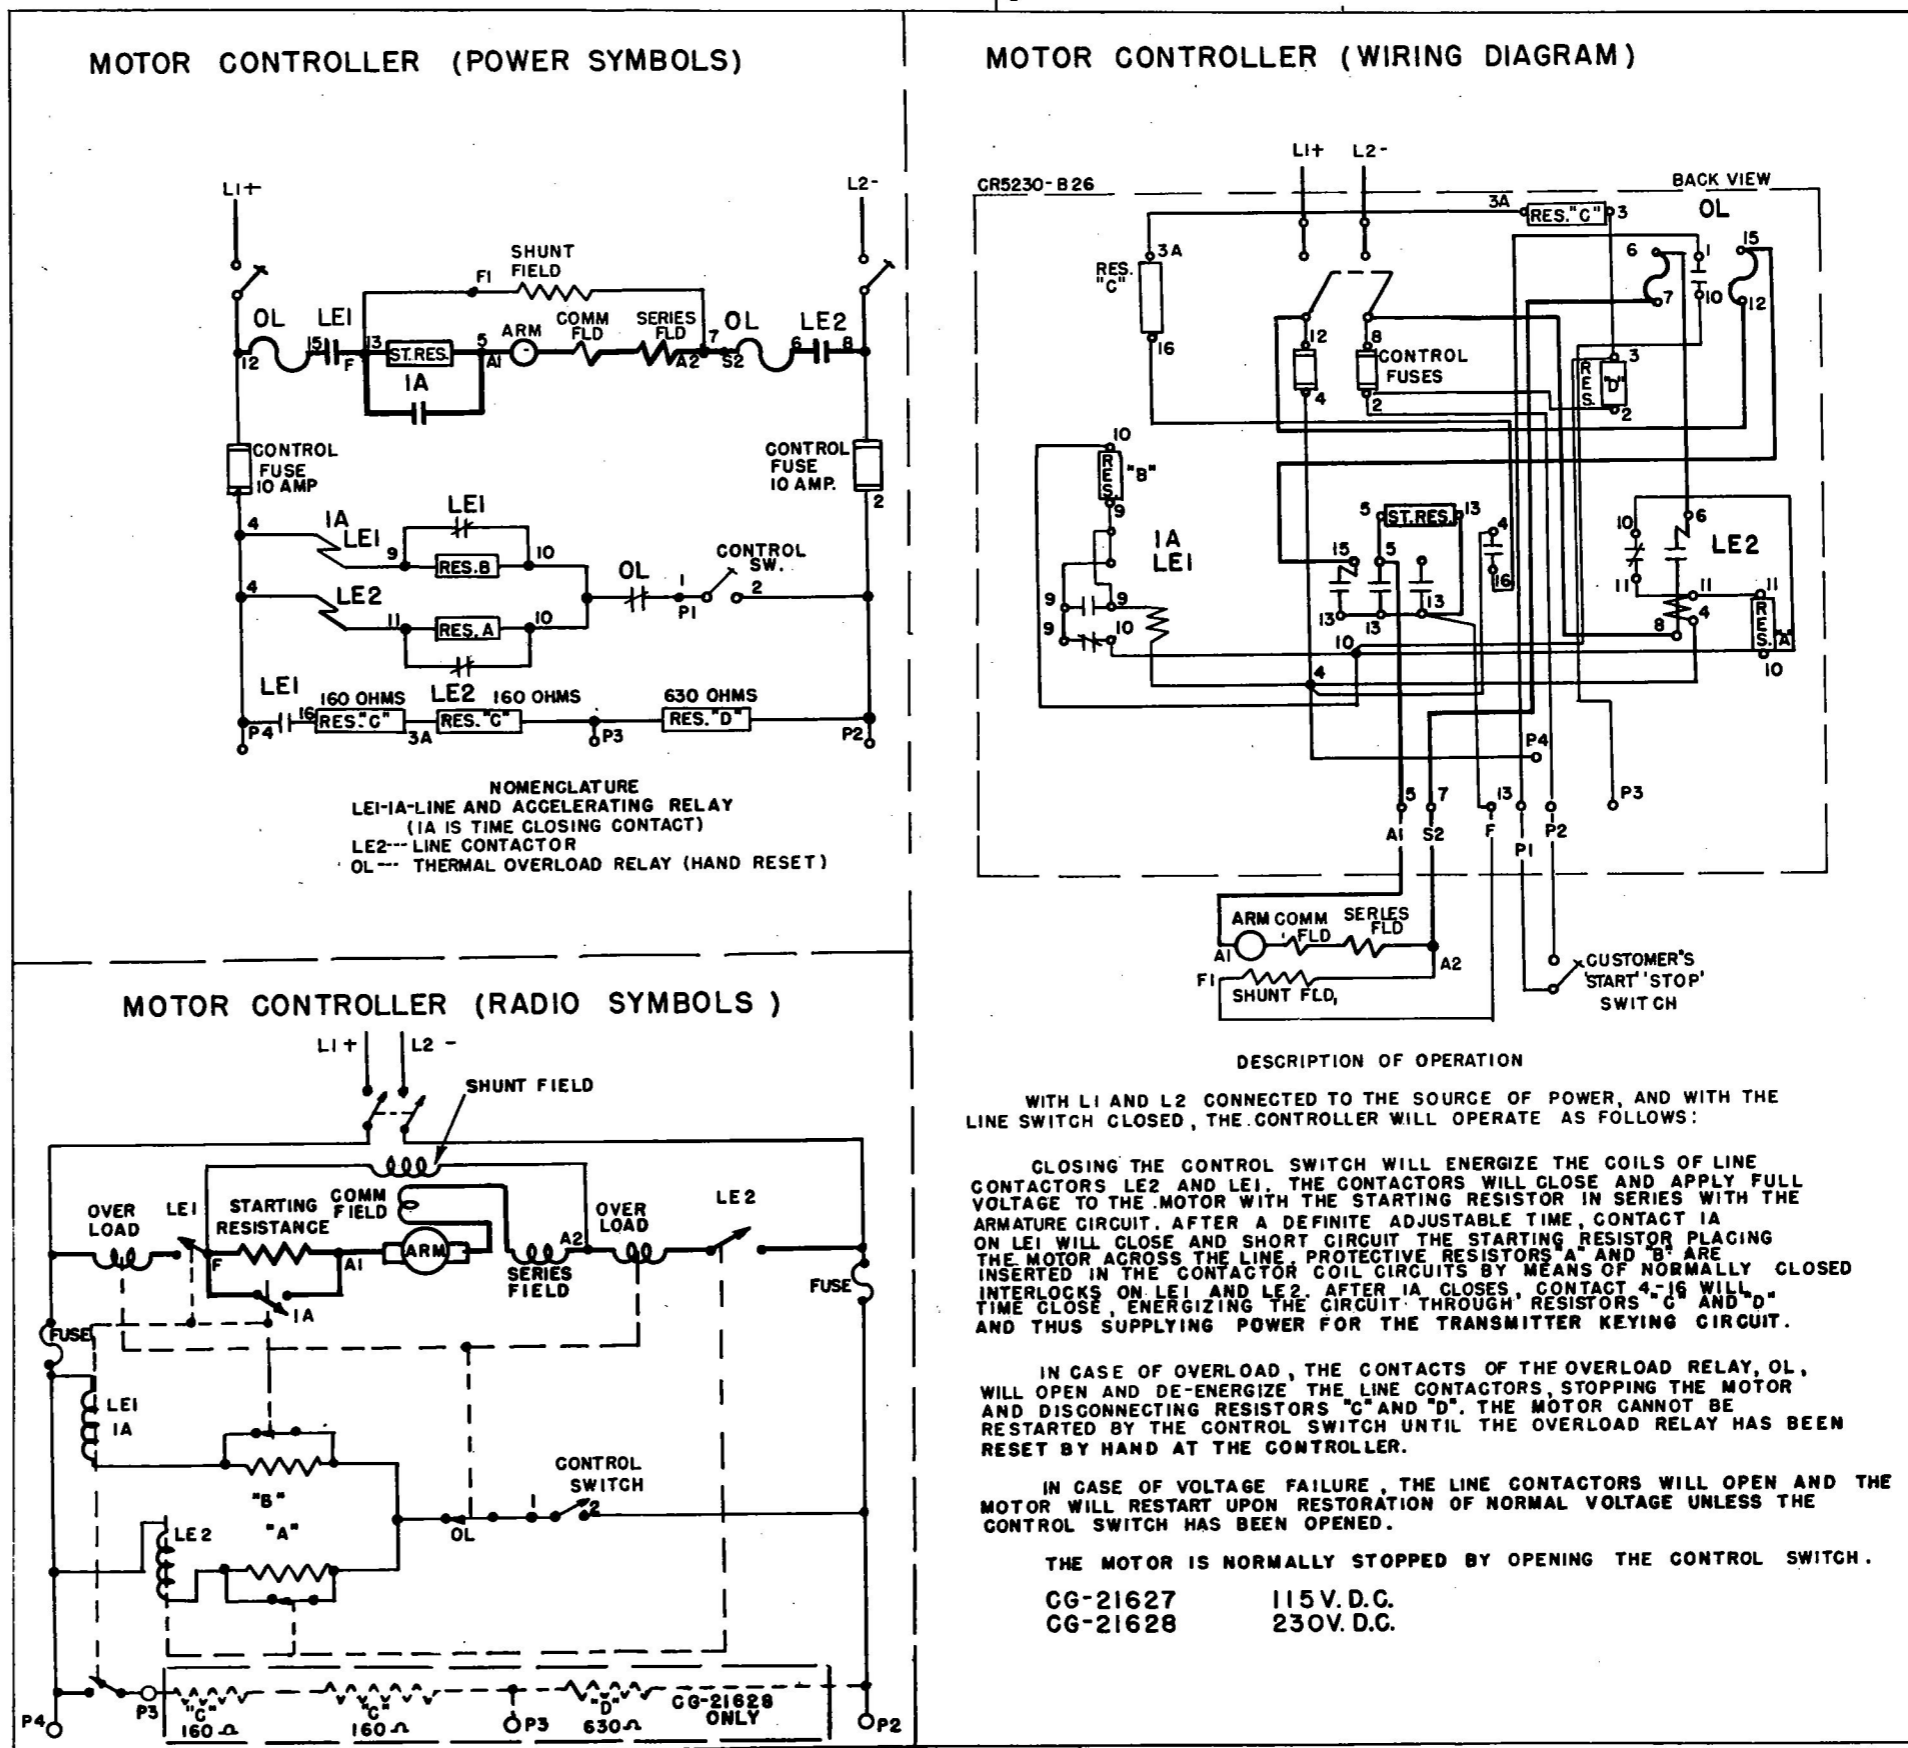 MOTOR CONTROLLER (POWER SYMBOLS)
L1+
L2-
SHUNT
FIELD
F1
OL
LE1
ARM
COMM
FLD
SERIES
FLD
OL
LE2
12
15
F
13
ST. RES.
5
A1
A2
7
S2
6
8
1A
CONTROL
FUSE
10 AMP
CONTROL
FUSE
10 AMP.
2
4
1A
LE1
LE1
9
RES.B
10
OL
CONTROL
SW.
1
P1
2
4
LE2
11
RES. A
10
LE1
160 OHMS
LE2
160 OHMS
630 OHMS
P4
16
RES."C"
3A
RES. "C"
P3
RES. "D"
P2
NOMENCLATURE
LE1-1A-LINE AND ACCELERATING RELAY
(1A IS TIME CLOSING CONTACT)
LE2--- LINE CONTACTOR
OL--- THERMAL OVERLOAD RELAY (HAND RESET)
MOTOR CONTROLLER (RADIO SYMBOLS )
L1+
L2 -
SHUNT FIELD
OVER
LOAD
LE1
STARTING
RESISTANCE
COMM
FIELD
OVER
LOAD
LE2
F
A1
ARM
A2
SERIES
FIELD
FUSE
1A
FUSE
LE1
1A
"B"
"A"
CONTROL
SWITCH
1
2
OL
LE2
P4
P3
"C"
160 Ω
"C"
160 Ω
P3
"D"
630 Ω
CG-21628
ONLY
P2
MOTOR CONTROLLER (WIRING DIAGRAM)
L1+
L2-
CR5230-B26
BACK VIEW
3A
RES."C"
3
OL
3A
RES.
"C"
16
6
7
1
10
15
12
12
8
CONTROL
FUSES
4
2
3
RES.
"D"
2
10
RES.
"B"
9
1A
LE1
5
ST.RES.
13
4
15
5
16
13
13
13
9
9
9
10
10
4
10
6
LE2
11
11
11
4
8
RES.
"A"
10
P4
5
7
13
P3
A1
S2
F
P1
P2
ARM
COMM
FLD
SERIES
FLD
A1
A2
F1
SHUNT FLD,
CUSTOMER'S
'START' 'STOP'
SWITCH
DESCRIPTION OF OPERATION
WITH L1 AND L2 CONNECTED TO THE SOURCE OF POWER, AND WITH THE
LINE SWITCH CLOSED, THE CONTROLLER WILL OPERATE AS FOLLOWS:
CLOSING THE CONTROL SWITCH WILL ENERGIZE THE COILS OF LINE
CONTACTORS LE2 AND LE1. THE CONTACTORS WILL CLOSE AND APPLY FULL
VOLTAGE TO THE MOTOR WITH THE STARTING RESISTOR IN SERIES WITH THE
ARMATURE CIRCUIT. AFTER A DEFINITE ADJUSTABLE TIME, CONTACT 1A
ON LE1 WILL CLOSE AND SHORT CIRCUIT THE STARTING RESISTOR PLACING
THE MOTOR ACROSS THE LINE. PROTECTIVE RESISTORS "A" AND "B" ARE
INSERTED IN THE CONTACTOR COIL CIRCUITS BY MEANS OF NORMALLY CLOSED
INTERLOCKS ON LE1 AND LE2. AFTER 1A CLOSES, CONTACT 4-16 WILL
TIME CLOSE, ENERGIZING THE CIRCUIT THROUGH RESISTORS "C" AND "D"
AND THUS SUPPLYING POWER FOR THE TRANSMITTER KEYING CIRCUIT.
IN CASE OF OVERLOAD, THE CONTACTS OF THE OVERLOAD RELAY, OL,
WILL OPEN AND DE-ENERGIZE THE LINE CONTACTORS, STOPPING THE MOTOR
AND DISCONNECTING RESISTORS "C" AND "D". THE MOTOR CANNOT BE
RESTARTED BY THE CONTROL SWITCH UNTIL THE OVERLOAD RELAY HAS BEEN
RESET BY HAND AT THE CONTROLLER.
IN CASE OF VOLTAGE FAILURE, THE LINE CONTACTORS WILL OPEN AND THE
MOTOR WILL RESTART UPON RESTORATION OF NORMAL VOLTAGE UNLESS THE
CONTROL SWITCH HAS BEEN OPENED.
THE MOTOR IS NORMALLY STOPPED BY OPENING THE CONTROL SWITCH.
CG-21627 115V. D.C.
CG-21628 230V. D.C.